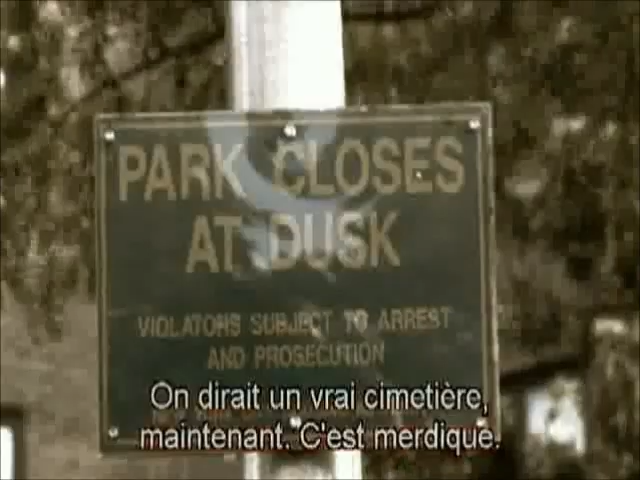 PARK CLOSES
AT DUSK
VIOLATORS SUBJECT TO ARREST
AND PROSECUTION
On dirait un vrai cimetière,
maintenant. C'est merdique.